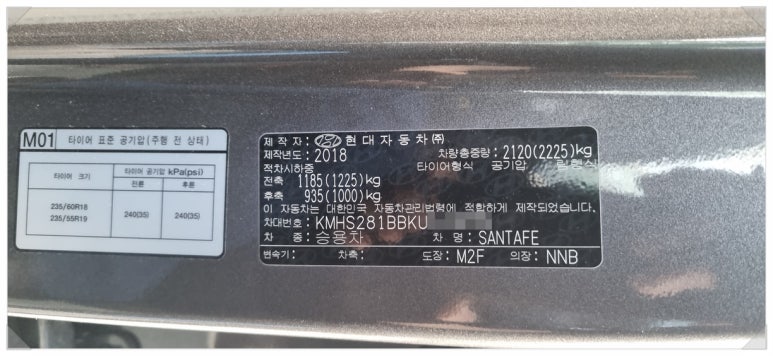 M01 타이어 표준 공기압(주행 전 상태)
타이어 크기
타이어 공기압 kPa(psi)
전륜 후륜
235/60R18
235/55R19
240(35) 240(35)
제 작 자: 현대자동차㈜
제작년도: 2018 차량총중량: 2120(2225)kg
적차시하중 타이어형식 공기압 림형식
전축 1185(1225)kg
후축 935(1000)kg
이 자동차는 대한민국 자동차관리법령에 적합하게 제작되었습니다.
차대번호: KMHS281BBKU
차 종: 승용차 차 명: SANTAFE
변속기: 차축: 도장: M2F 의장: NNB